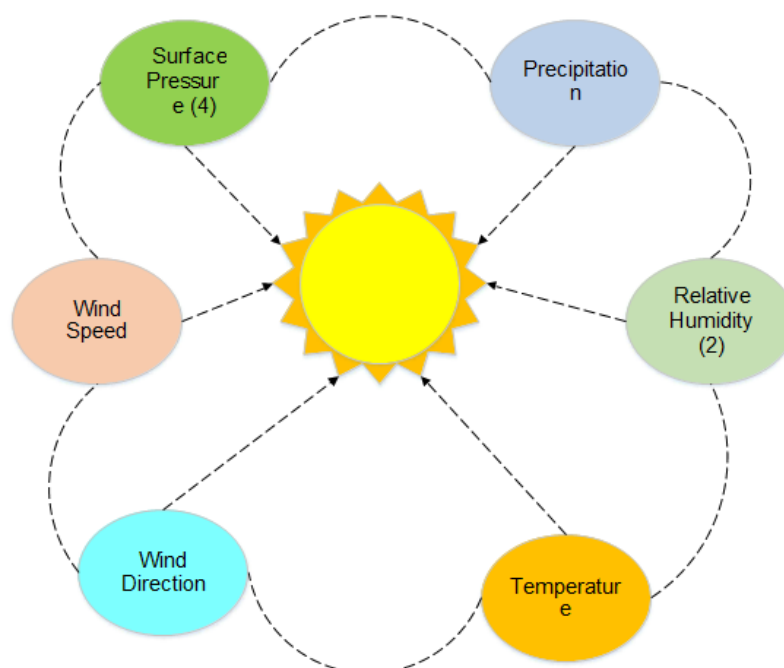 Surface
Pressur
e (4)
Precipitatio
n
Wind
Speed
Relative
Humidity
(2)
Wind
Direction
Temperatur
e